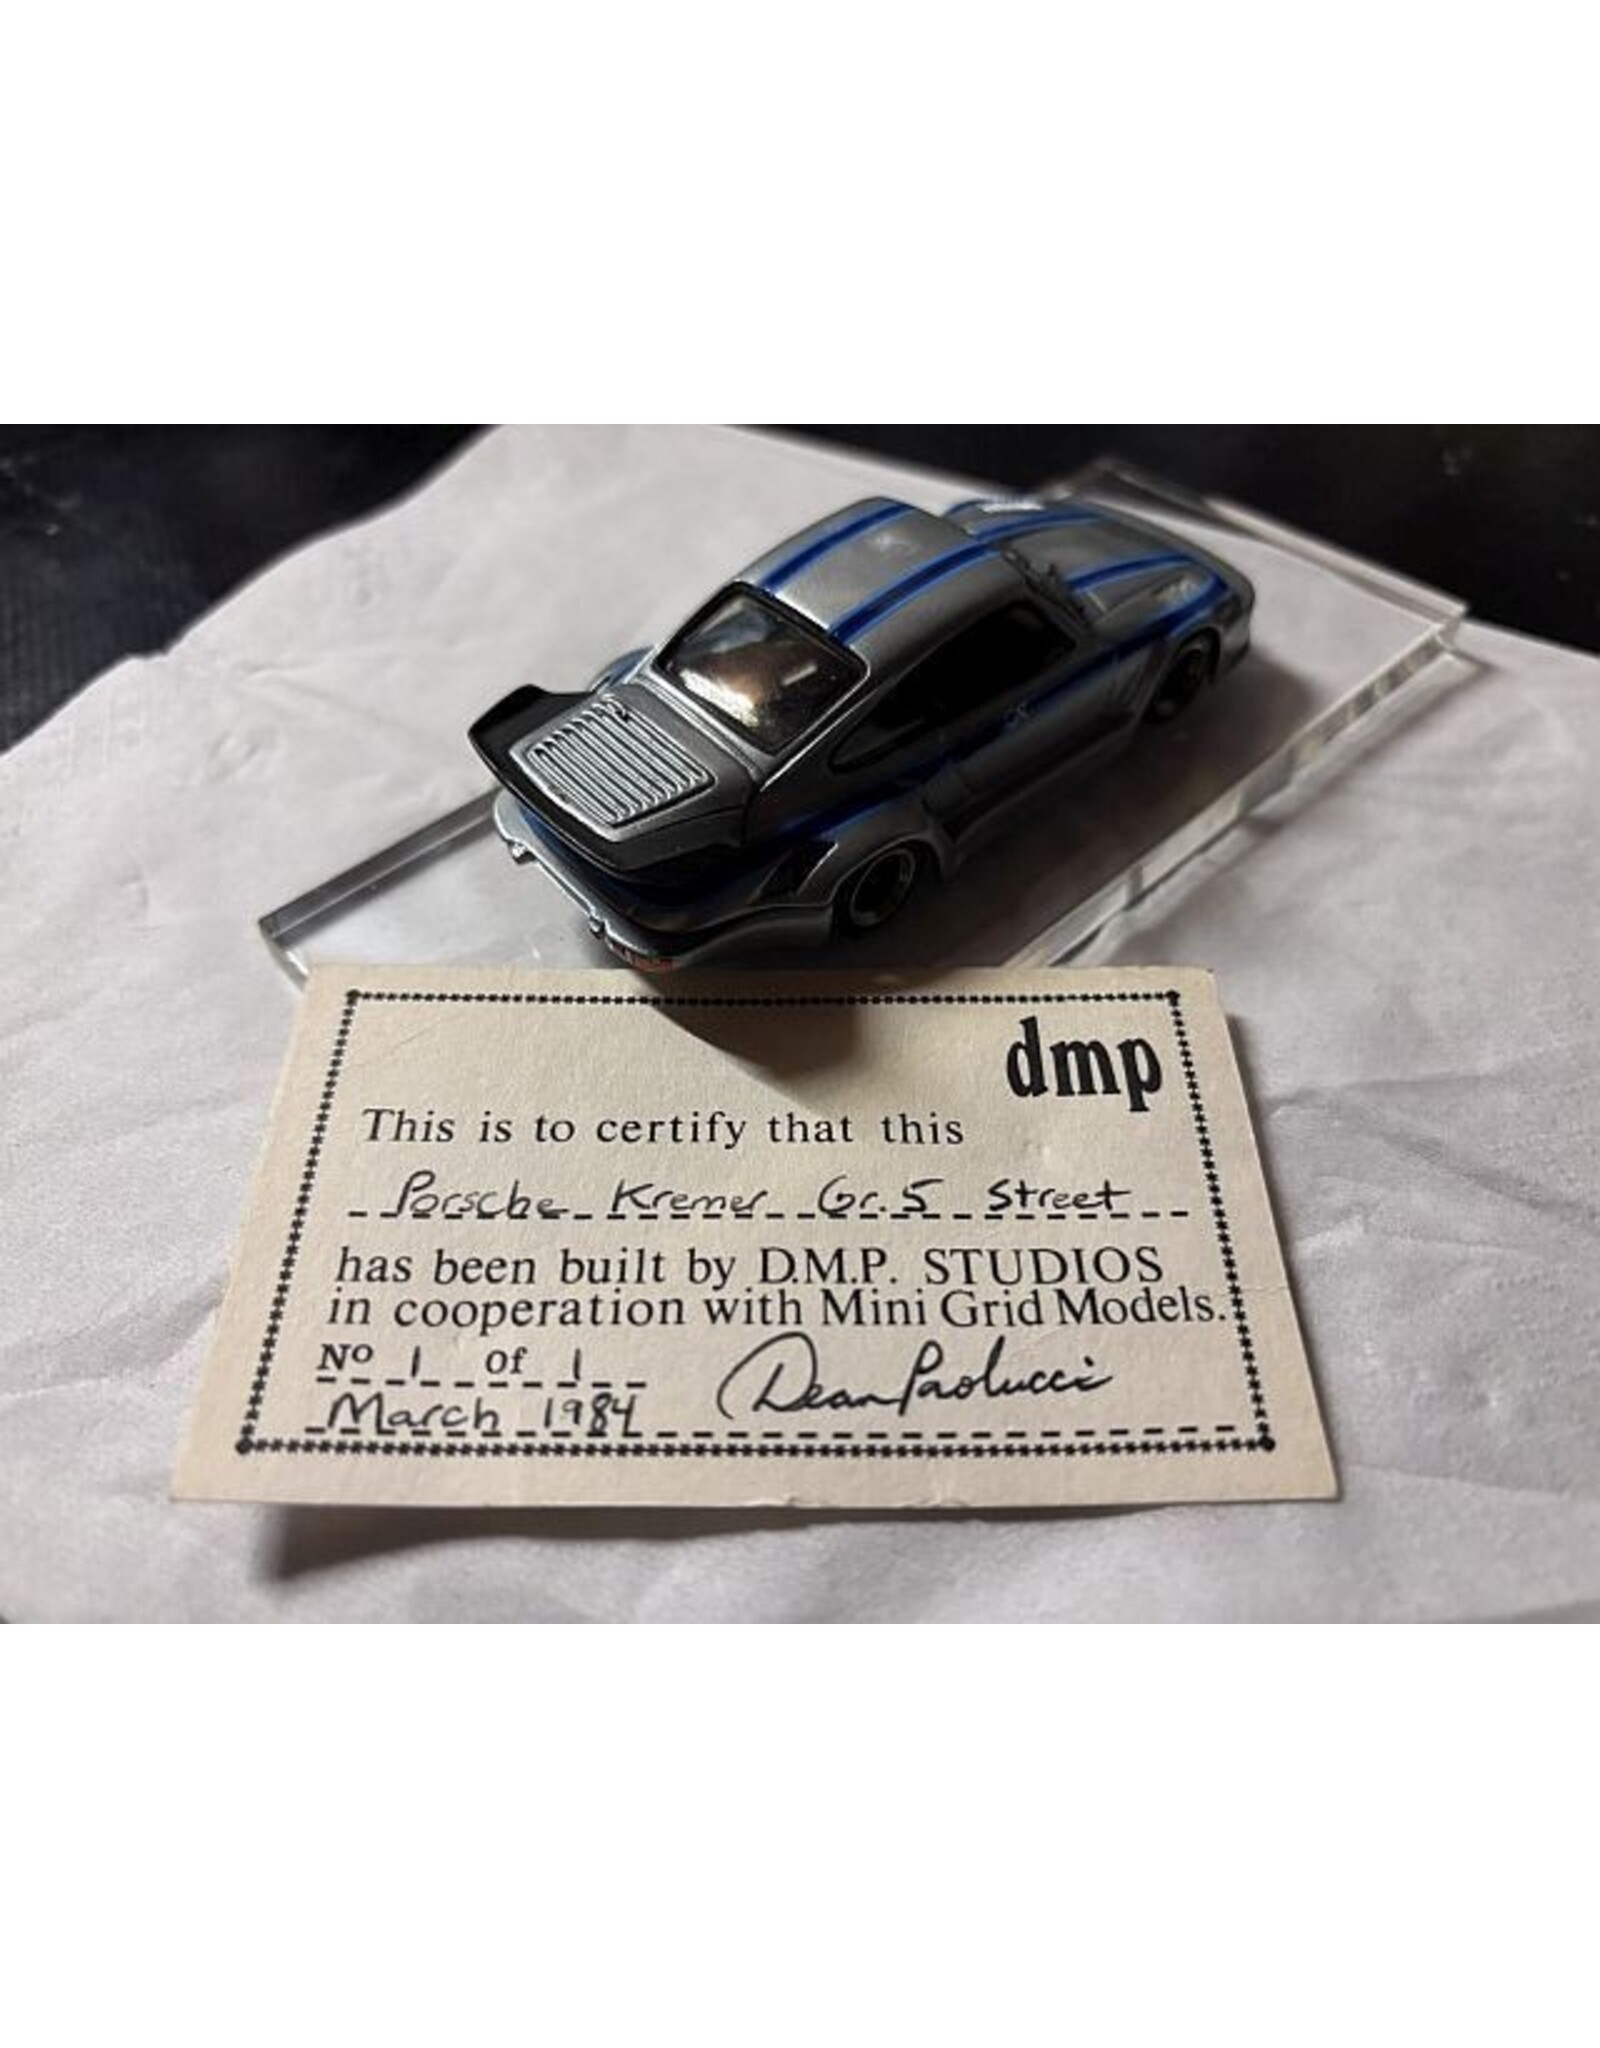 dmp
This is to certify that this
Porsche Kremer Gr. 5 Street
has been built by D.M.P. STUDIOS
in cooperation with Mini Grid Models.
No 1 of 1
Dean Paolucci
March 1984